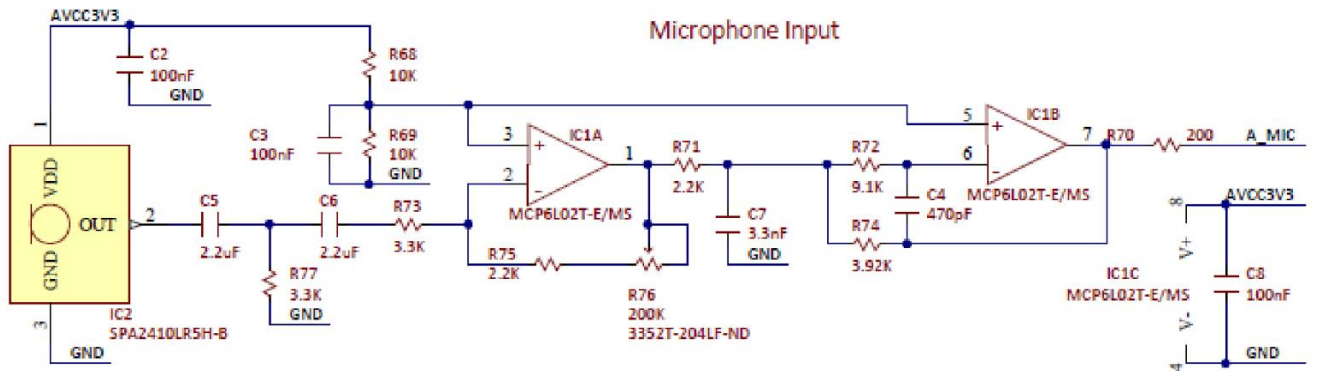 Microphone Input
AVCC3V3
C2
100nF
GND
R68
10K
C3
100nF
R69
10K
GND
1
VDD
OUT
GND
2
3
IC2
SPA2410LR5H-B
GND
C5
2.2uF
C6
2.2uF
R77
3.3K
GND
R73
3.3K
3
+
2
-
1
IC1A
MCP6L02T-E/MS
R75
2.2K
R76
200K
3352T-204LF-ND
R71
2.2K
C7
3.3nF
GND
R72
9.1K
C4
470pF
R74
3.92K
5
+
6
-
7
IC1B
MCP6L02T-E/MS
R70
200
A_MIC
8
V+
AVCC3V3
IC1C
MCP6L02T-E/MS
C8
100nF
V-
4
GND